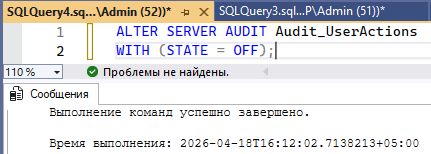 SQLQuery4.sq...\Admin (52))* SQLQuery3.sql...P\Admin (51))*
1 ALTER SERVER AUDIT Audit_UserActions
2 WITH (STATE = OFF);
110 % Проблемы не найдены.
Сообщения
Выполнение команд успешно завершено.
Время выполнения: 2026-04-18T16:12:02.7138213+05:00